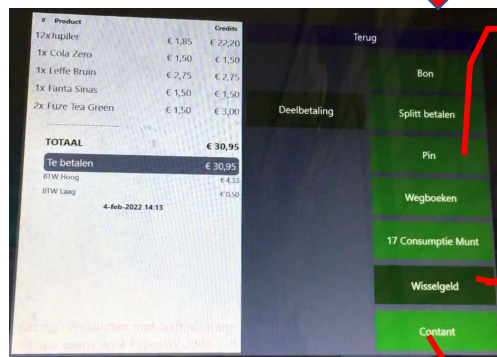 # Product Credits
12x Jupiler € 1,85 € 22,20
1x Cola Zero € 1,50 € 1,50
1x Leffe Bruin € 2,75 € 2,75
1x Fanta Sinas € 1,50 € 1,50
2x Fuze Tea Green € 1,50 € 3,00
TOTAAL € 30,95
Te betalen € 30,95
BTW Hoog € 4,33
BTW Laag € 0,50
4-feb-2022 14:13
Terug
Bon
Deelbetaling
Splitt betalen
Pin
Wegboeken
17 Consumptie Munt
Wisselgeld
Contant